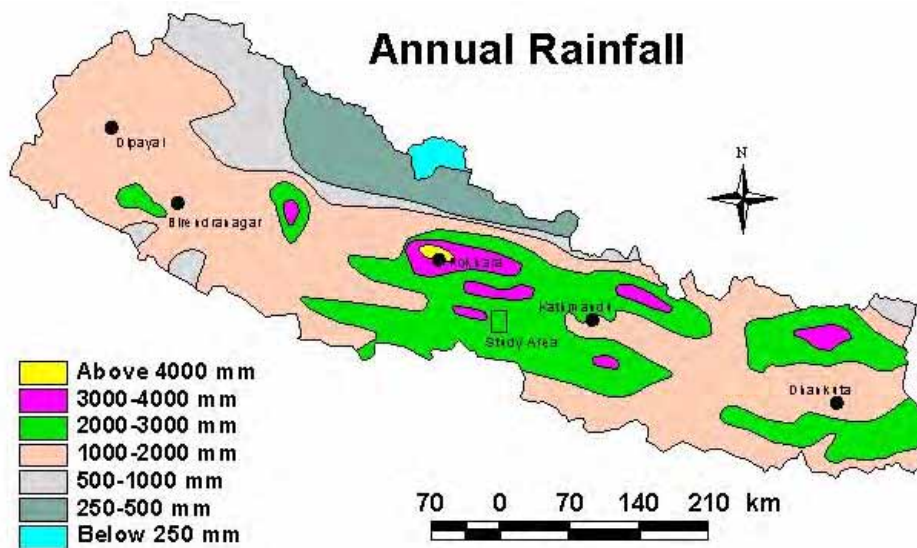 Annual Rainfall
N
Dipayal
Birendranagar
Pokhara
Kathmandu
Study Area
Dhankuta
Above 4000 mm
3000-4000 mm
2000-3000 mm
1000-2000 mm
500-1000 mm
250-500 mm
Below 250 mm
70 0 70 140 210 km